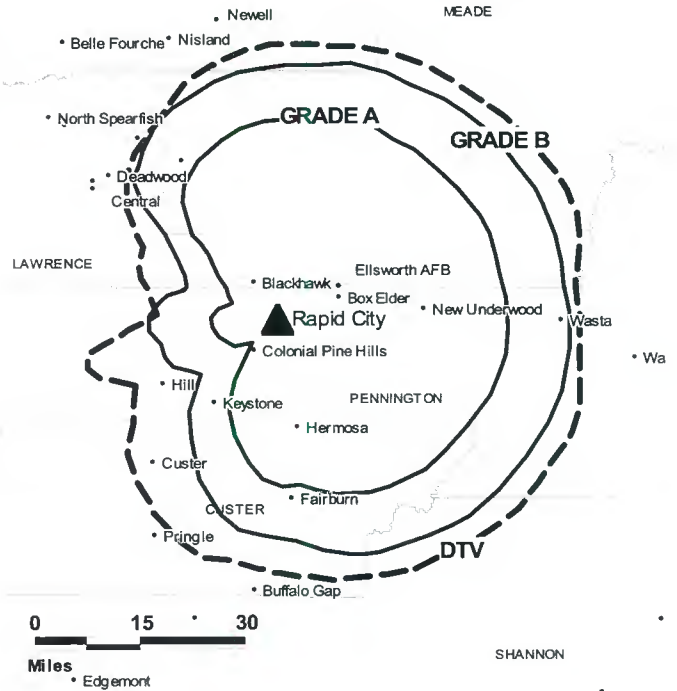 Newell
MEADE
Belle Fourche
Nisland
North Spearfish
GRADE A
GRADE B
Deadwood
Central
LAWRENCE
Blackhawk
Ellsworth AFB
Box Elder
New Underwood
Rapid City
Wasta
Colonial Pine Hills
Wa
Hill
Keystone
PENNINGTON
Hermosa
Custer
Fairburn
CUSTER
Pringle
DTV
Buffalo Gap
0 15 30
Miles
SHANNON
Edgemont